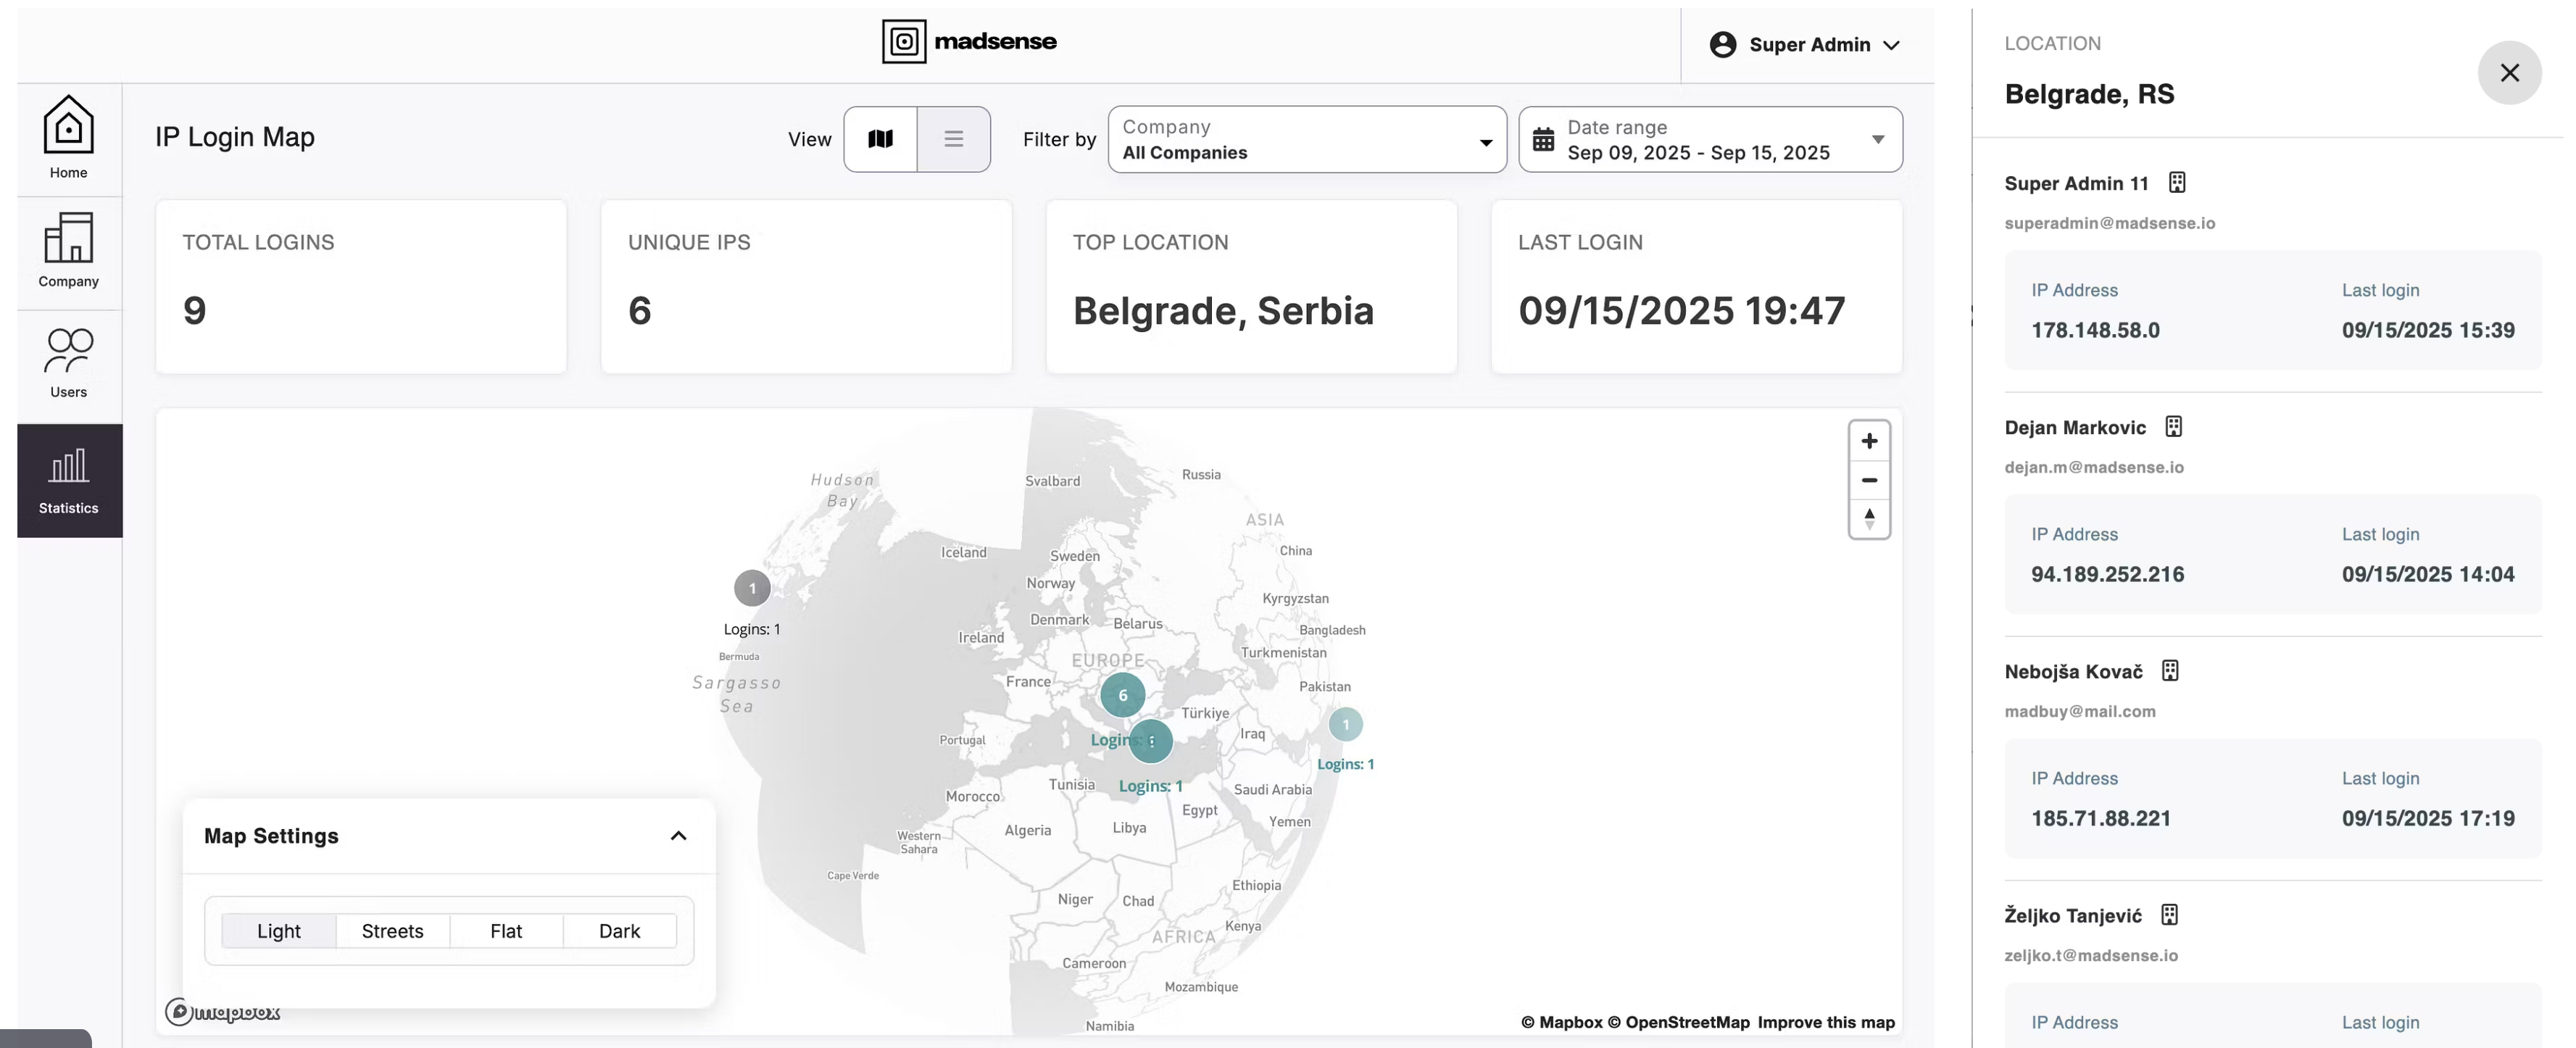 madsense
Super Admin
Home
Company
Users
Statistics
IP Login Map
View
Filter by
Company
All Companies
Date range
Sep 09, 2025 - Sep 15, 2025
TOTAL LOGINS
9
UNIQUE IPS
6
TOP LOCATION
Belgrade, Serbia
LAST LOGIN
09/15/2025 19:47
Hudson
Bay
Svalbard
Russia
ASIA
Iceland
Sweden
China
Norway
1
Logins: 1
Kyrgyzstan
Denmark
Belarus
Bangladesh
Ireland
Turkmenistan
Bermuda
EUROPE
Sargasso
Sea
France
Pakistan
6
Türkiye
1
Logins: 1
Portugal
Logins:
Iraq
Logins: 1
Tunisia
Saudi Arabia
Morocco
Egypt
Yemen
Algeria
Libya
Western
Sahara
Cape Verde
Ethiopia
Niger
Chad
Kenya
AFRICA
Cameroon
Mozambique
Namibia
Map Settings
Light
Streets
Flat
Dark
mapbox
© Mapbox © OpenStreetMap Improve this map
LOCATION
Belgrade, RS
Super Admin 11
superadmin@madsense.io
IP Address
Last login
178.148.58.0
09/15/2025 15:39
Dejan Markovic
dejan.m@madsense.io
IP Address
Last login
94.189.252.216
09/15/2025 14:04
Nebojša Kovač
madbuy@mail.com
IP Address
Last login
185.71.88.221
09/15/2025 17:19
Željko Tanjević
zeljko.t@madsense.io
IP Address
Last login